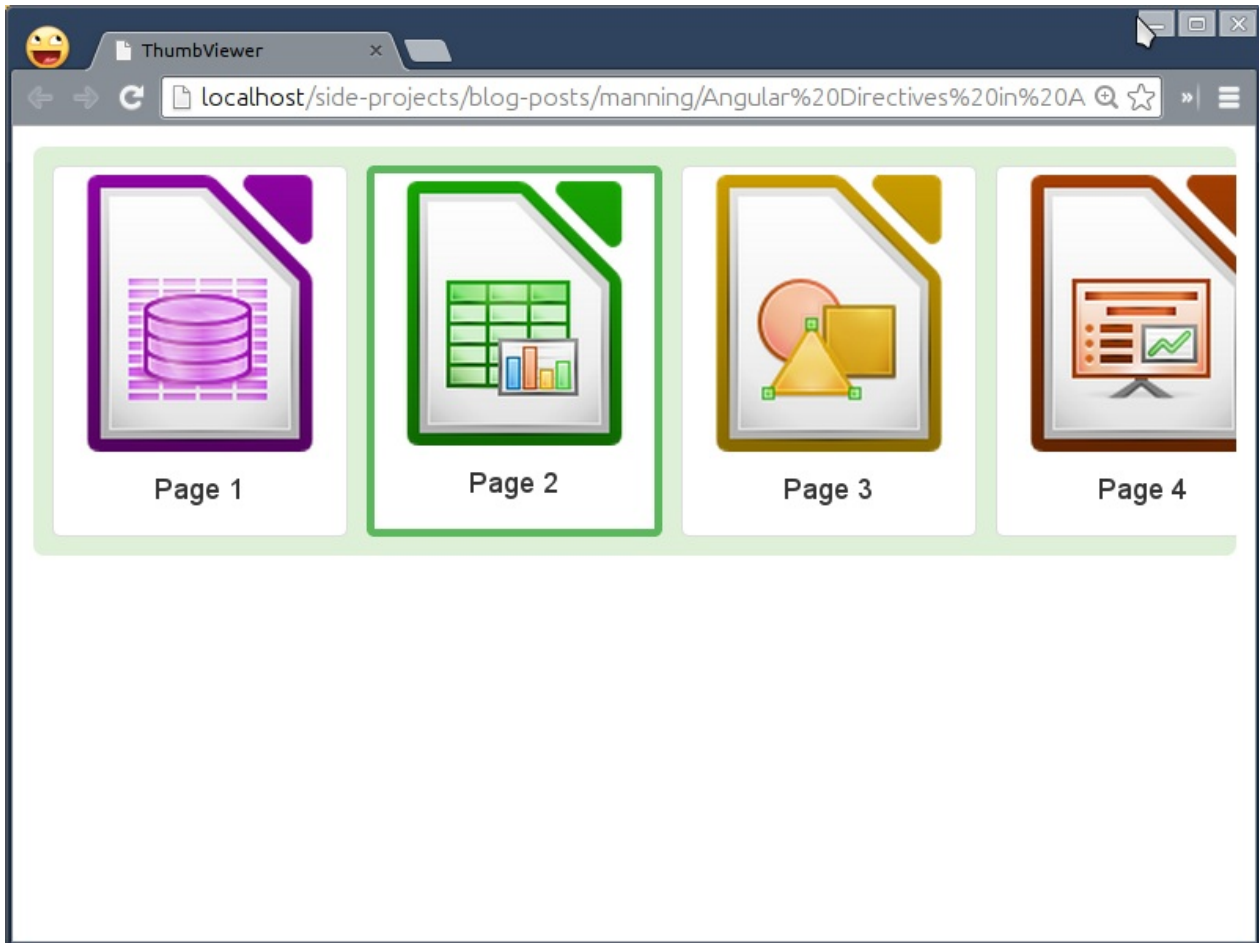 ThumbViewer
localhost/side-projects/blog-posts/manning/Angular%20Directives%20in%20A
Page 1
Page 2
Page 3
Page 4